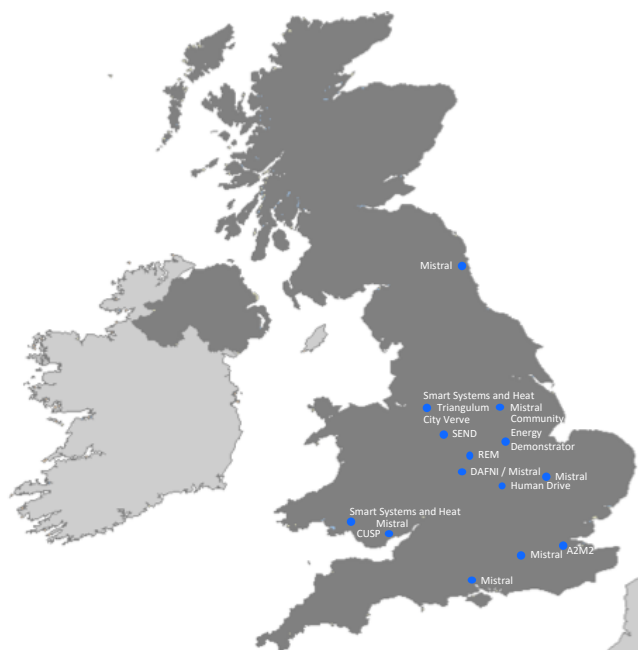 Mistral
Smart Systems and Heat
Triangulum
City Verve
Mistral
Community
Energy
Demonstrator
SEND
REM
DAFNI / Mistral
Mistral
Human Drive
Smart Systems and Heat
Mistral
CUSP
A2M2
Mistral
Mistral